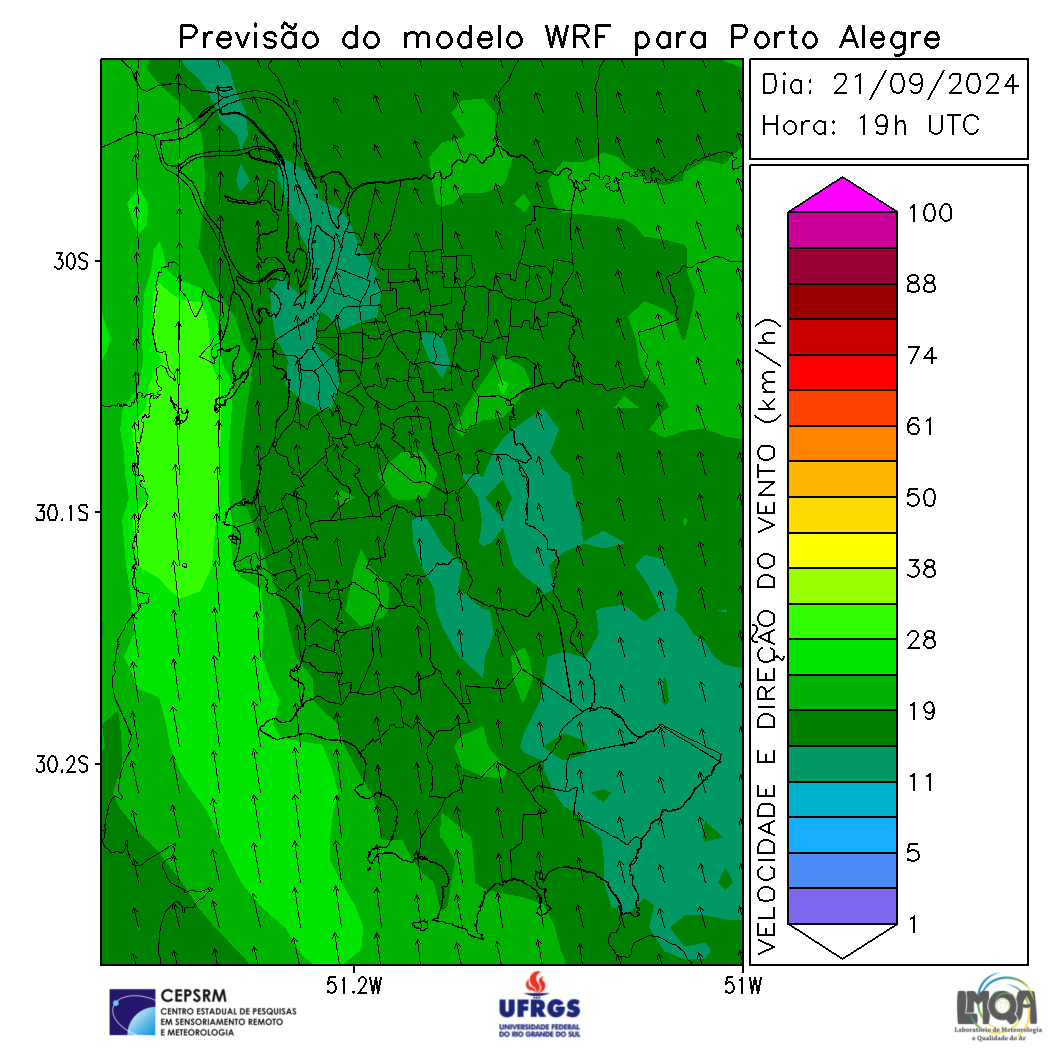 Previsão do modelo WRF para Porto Alegre
Dia: 21/09/2024
Hora: 19h UTC
30S
30.1S
30.2S
51.2W
51W
VELOCIDADE E DIREÇÃO DO VENTO (km/h)
100
88
74
61
50
38
28
19
11
5
1
CEPSRM
CENTRO ESTADUAL DE PESQUISAS
EM SENSORIAMENTO REMOTO
E METEOROLOGIA
UFRGS
UNIVERSIDADE FEDERAL
DO RIO GRANDE DO SUL
LMQA
Laboratório de Meteorologia
e Qualidade do Ar